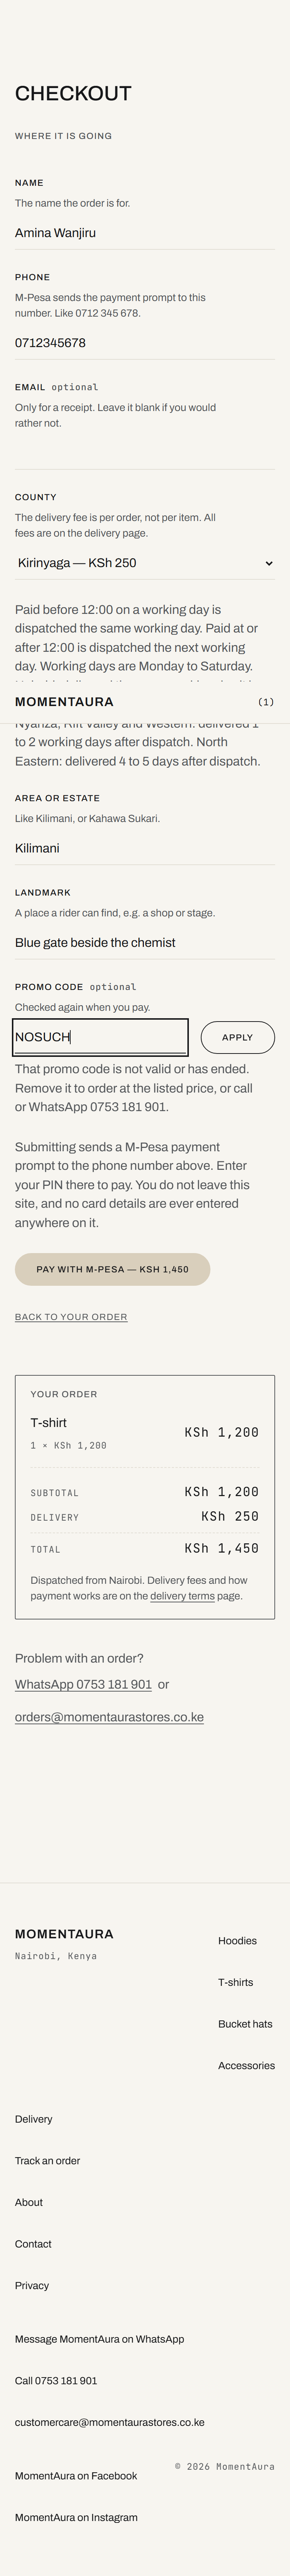 CHECKOUT
WHERE IT IS GOING
NAME
The name the order is for.
Amina Wanjiru
PHONE
M-Pesa sends the payment prompt to this
number. Like 0712 345 678.
0712345678
EMAIL optional
Only for a receipt. Leave it blank if you would
rather not.
COUNTY
The delivery fee is per order, not per item. All
fees are on the delivery page.
Kirinyaga — KSh 250
Paid before 12:00 on a working day is
dispatched the same working day. Paid at or
after 12:00 is dispatched the next working
day. Working days are Monday to Saturday.
MOMENTAURA (1)
Nyanza, Rift Valley and Western: delivered 1
to 2 working days after dispatch. North
Eastern: delivered 4 to 5 days after dispatch.
AREA OR ESTATE
Like Kilimani, or Kahawa Sukari.
Kilimani
LANDMARK
A place a rider can find, e.g. a shop or stage.
Blue gate beside the chemist
PROMO CODE optional
Checked again when you pay.
NOSUCH APPLY
That promo code is not valid or has ended.
Remove it to order at the listed price, or call
or WhatsApp 0753 181 901.
Submitting sends a M-Pesa payment
prompt to the phone number above. Enter
your PIN there to pay. You do not leave this
site, and no card details are ever entered
anywhere on it.
PAY WITH M-PESA — KSH 1,450
BACK TO YOUR ORDER
YOUR ORDER
T-shirt
1 × KSh 1,200
KSh 1,200
SUBTOTAL KSh 1,200
DELIVERY KSh 250
TOTAL KSh 1,450
Dispatched from Nairobi. Delivery fees and how
payment works are on the delivery terms page.
Problem with an order?
WhatsApp 0753 181 901 or
orders@momentaurastores.co.ke
MOMENTAURA
Nairobi, Kenya
Hoodies
T-shirts
Bucket hats
Accessories
Delivery
Track an order
About
Contact
Privacy
Message MomentAura on WhatsApp
Call 0753 181 901
customercare@momentaurastores.co.ke
MomentAura on Facebook
MomentAura on Instagram
© 2026 MomentAura